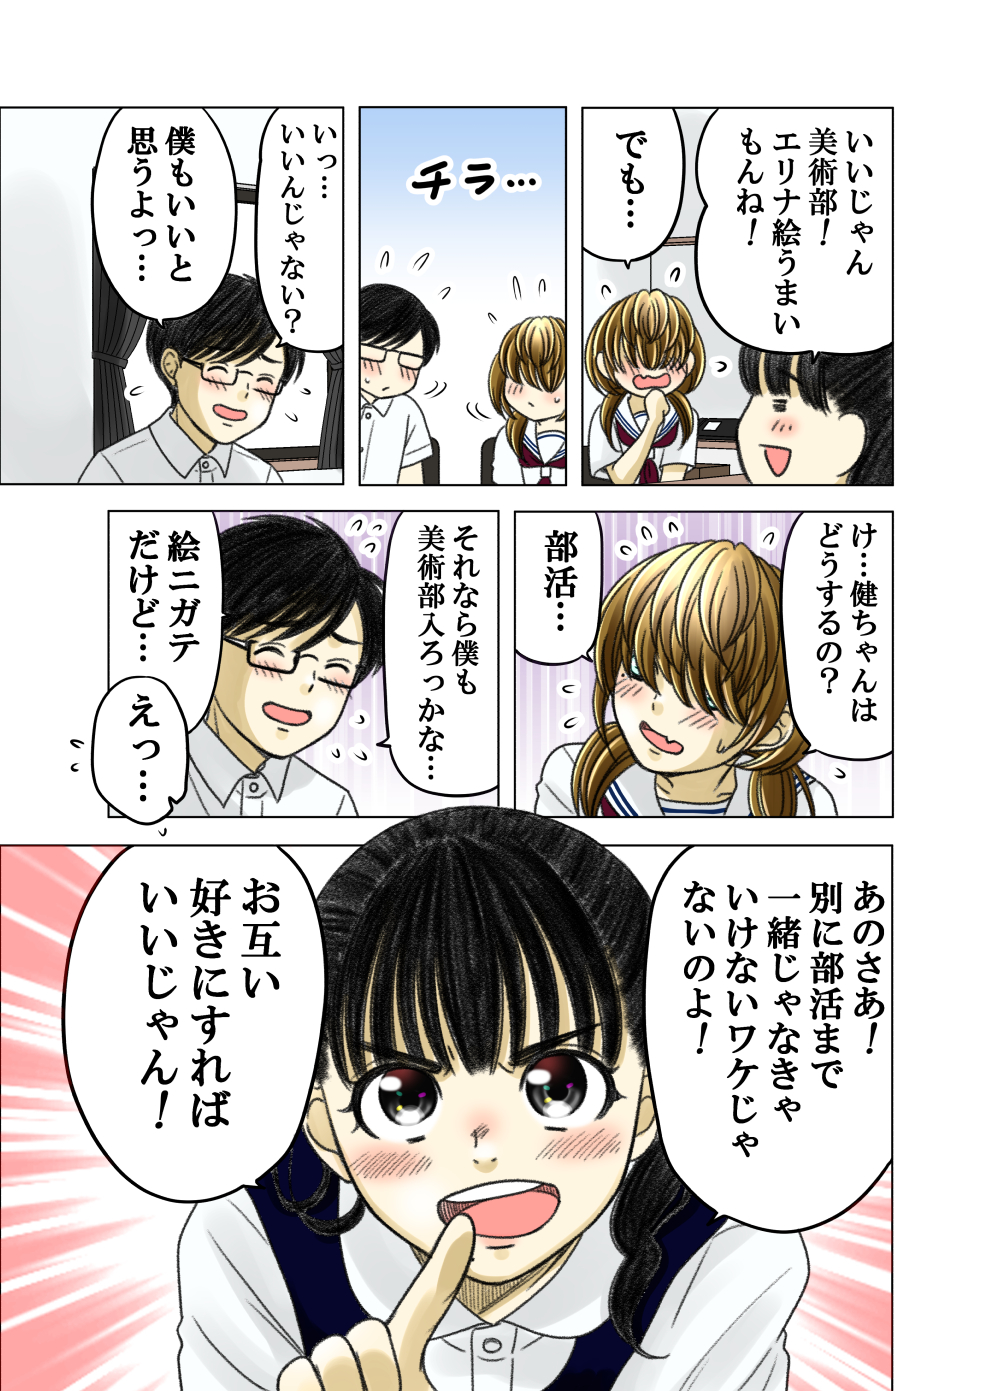 いいじゃん
美術部!
エリナ絵うまい
もんね!
でも…
チラ…
いっ…
いいんじゃない?
僕もいいと
思うよっ…
け…健ちゃんは
どうするの?
部活…
それなら僕も
美術部入ろっかな…
絵ニガテ
だけど…
えっ…
あのさあ!
別に部活まで
一緒じゃなきゃ
いけないワケじゃ
ないのよ!
お互い
好きにすれば
いいじゃん!